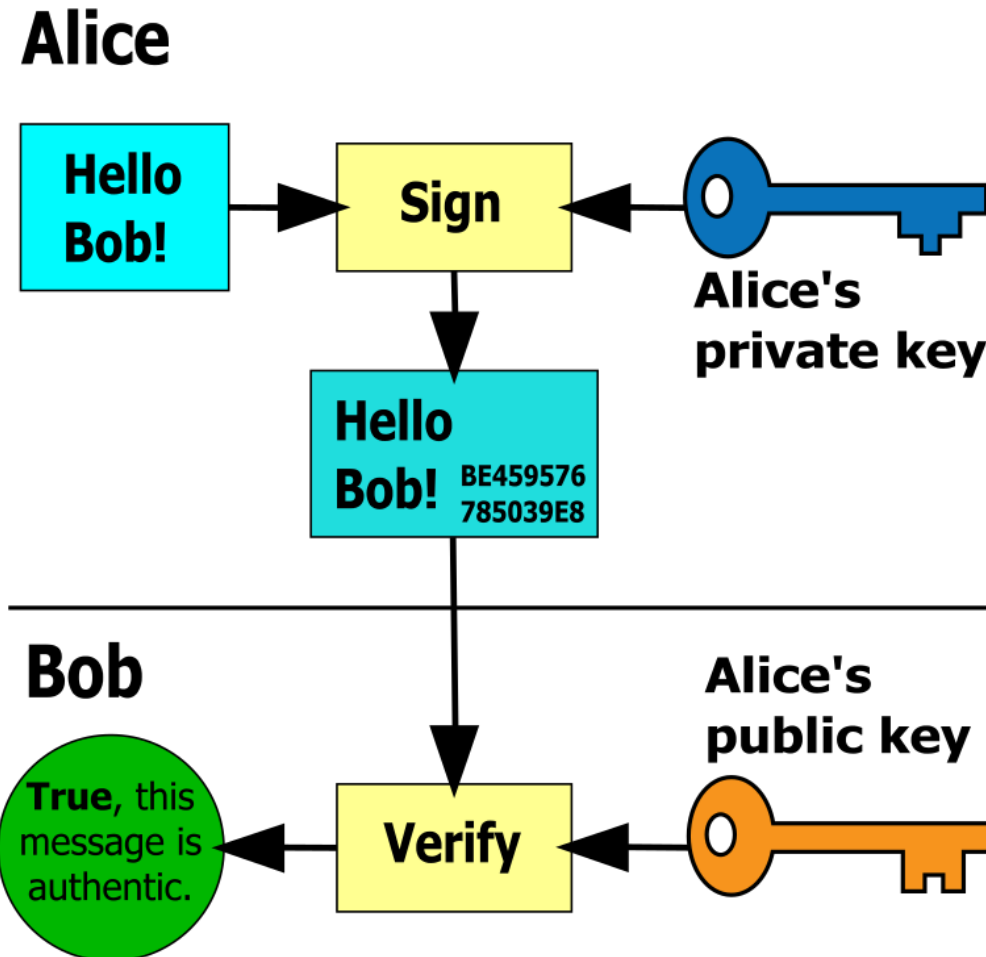 Alice
Hello
Bob!
Sign
Alice's
private key
Hello
Bob!
BE459576
785039E8
Bob
Alice's
public key
True, this
message is
authentic.
Verify